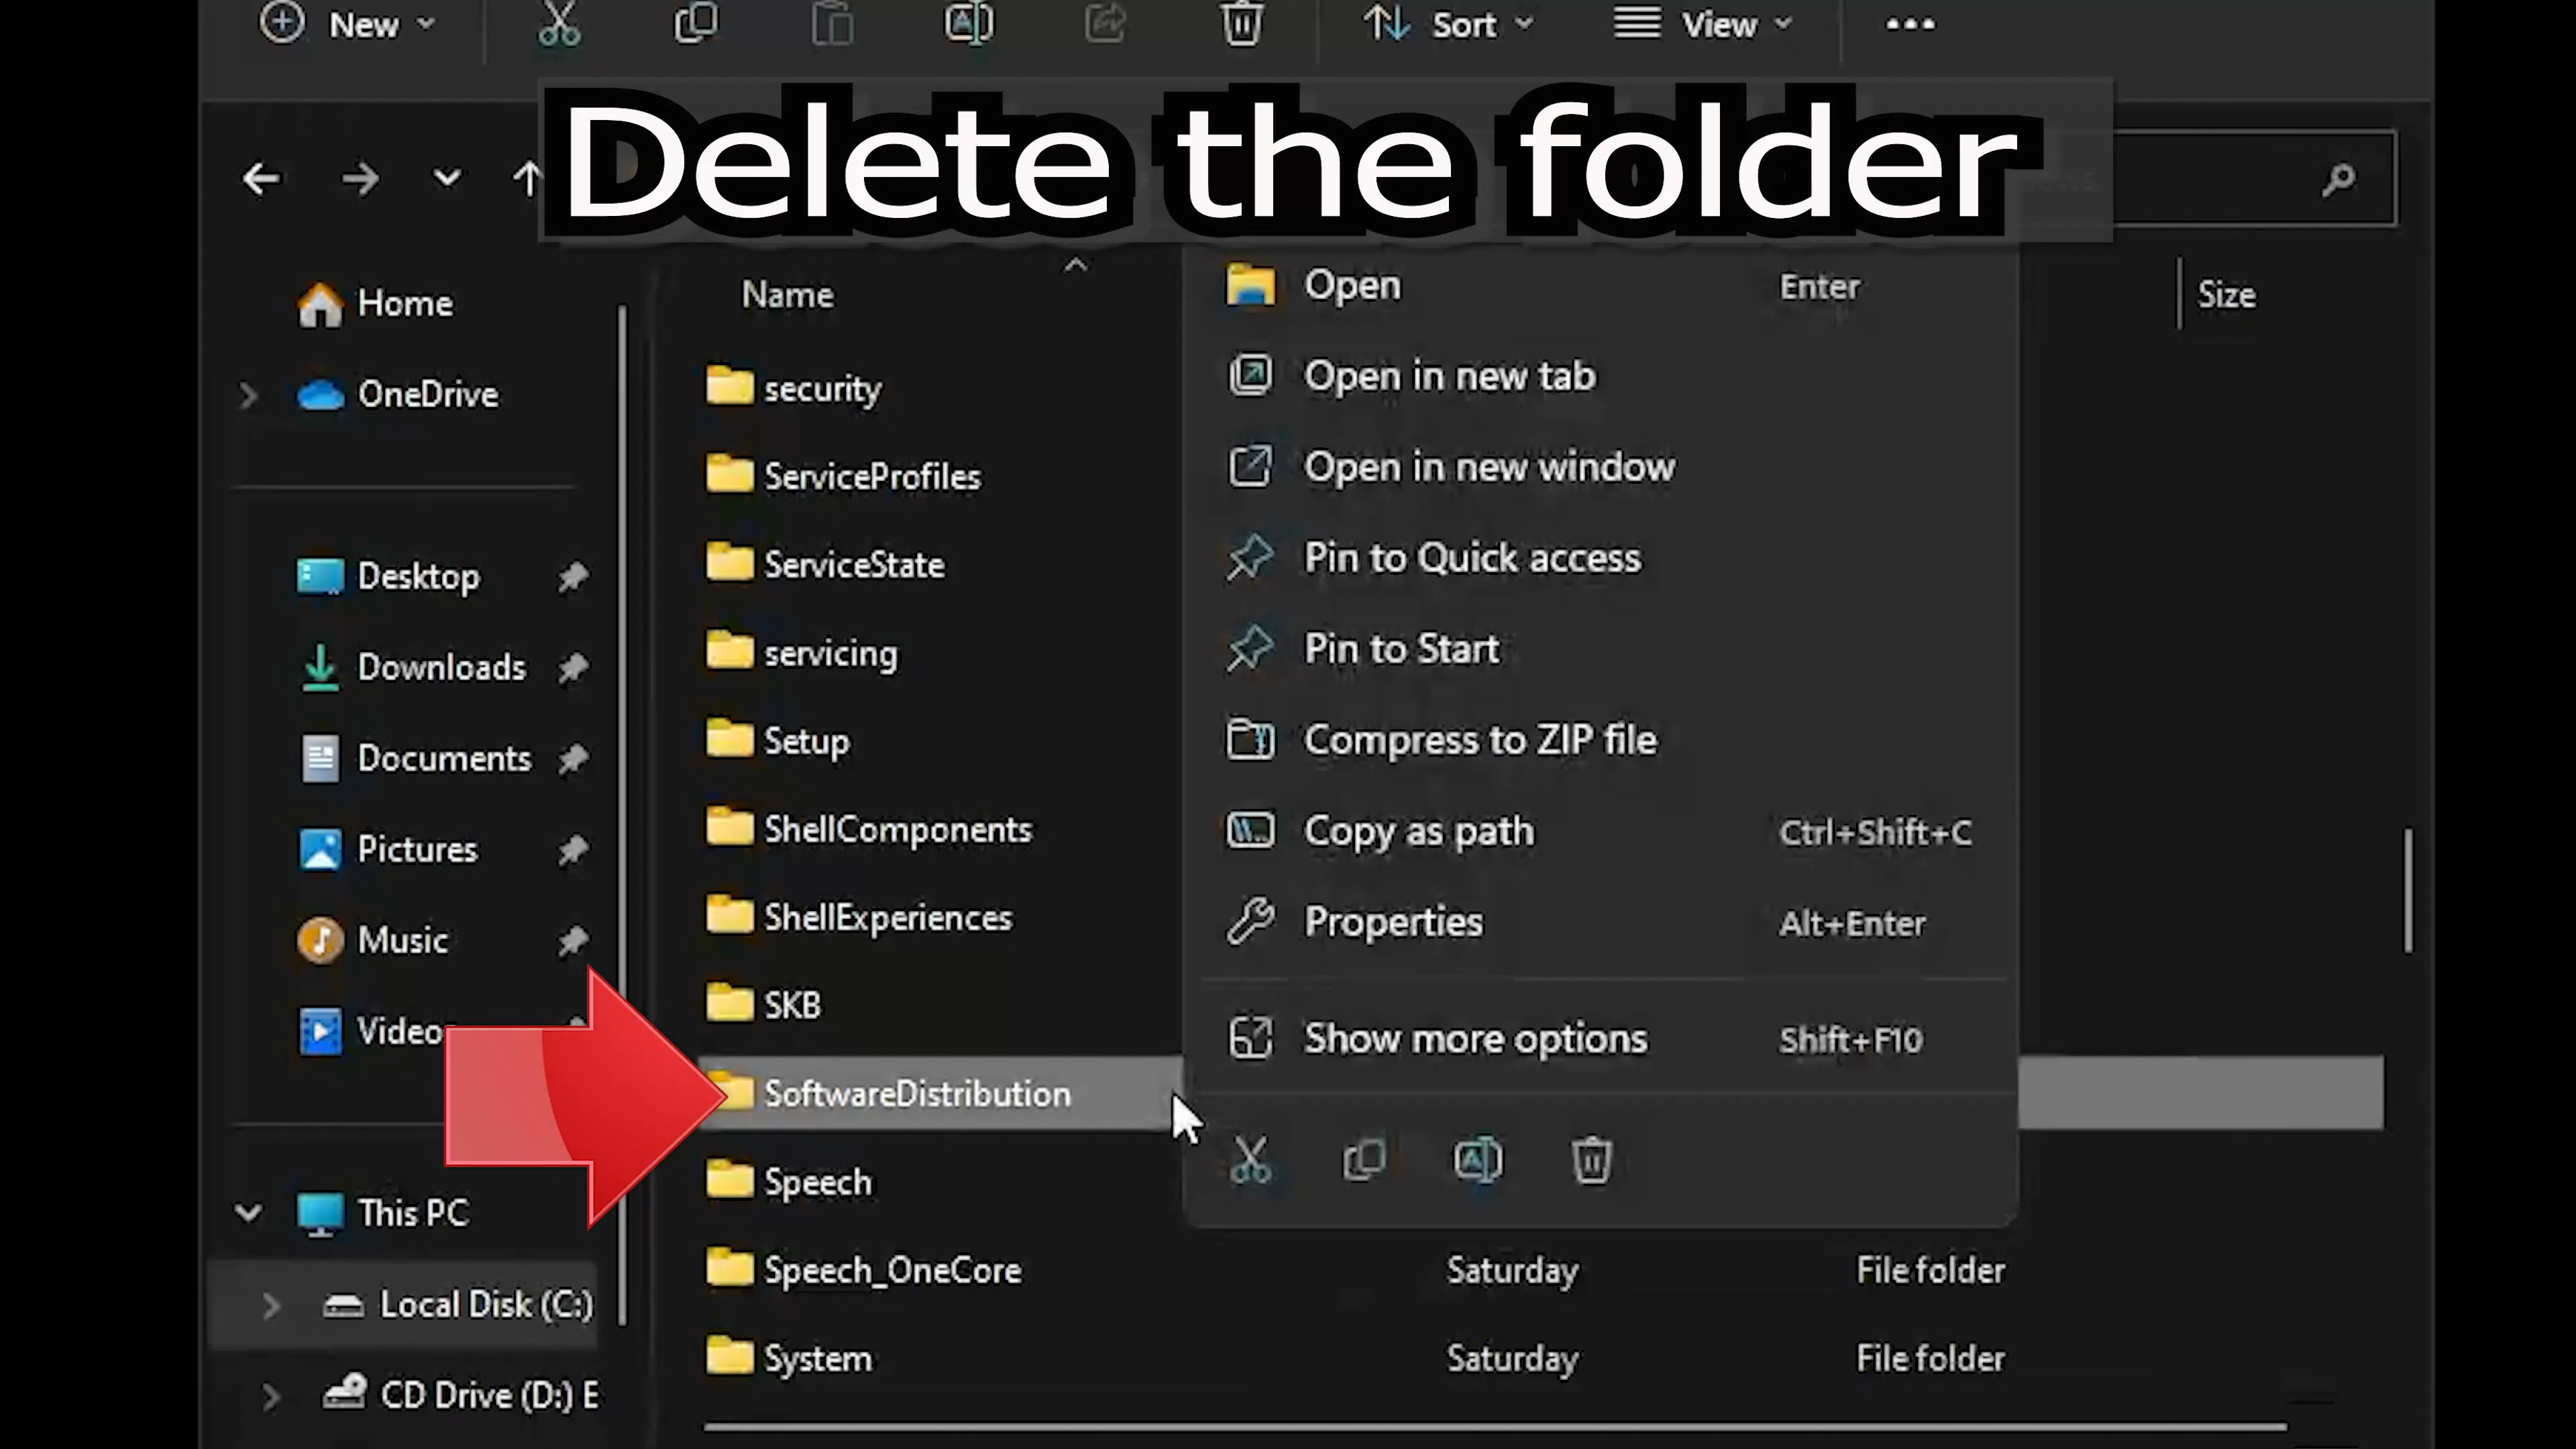 New
Sort
View
Delete the folder
Name
Size
Home
OneDrive
Desktop
Downloads
Documents
Pictures
Music
Video
This PC
Local Disk (C:)
CD Drive (D:) E
security
ServiceProfiles
ServiceState
servicing
Setup
ShellComponents
ShellExperiences
SKB
SoftwareDistribution
Speech
Speech_OneCore Saturday File folder
System Saturday File folder
Open Enter
Open in new tab
Open in new window
Pin to Quick access
Pin to Start
Compress to ZIP file
Copy as path Ctrl+Shift+C
Properties Alt+Enter
Show more options Shift+F10